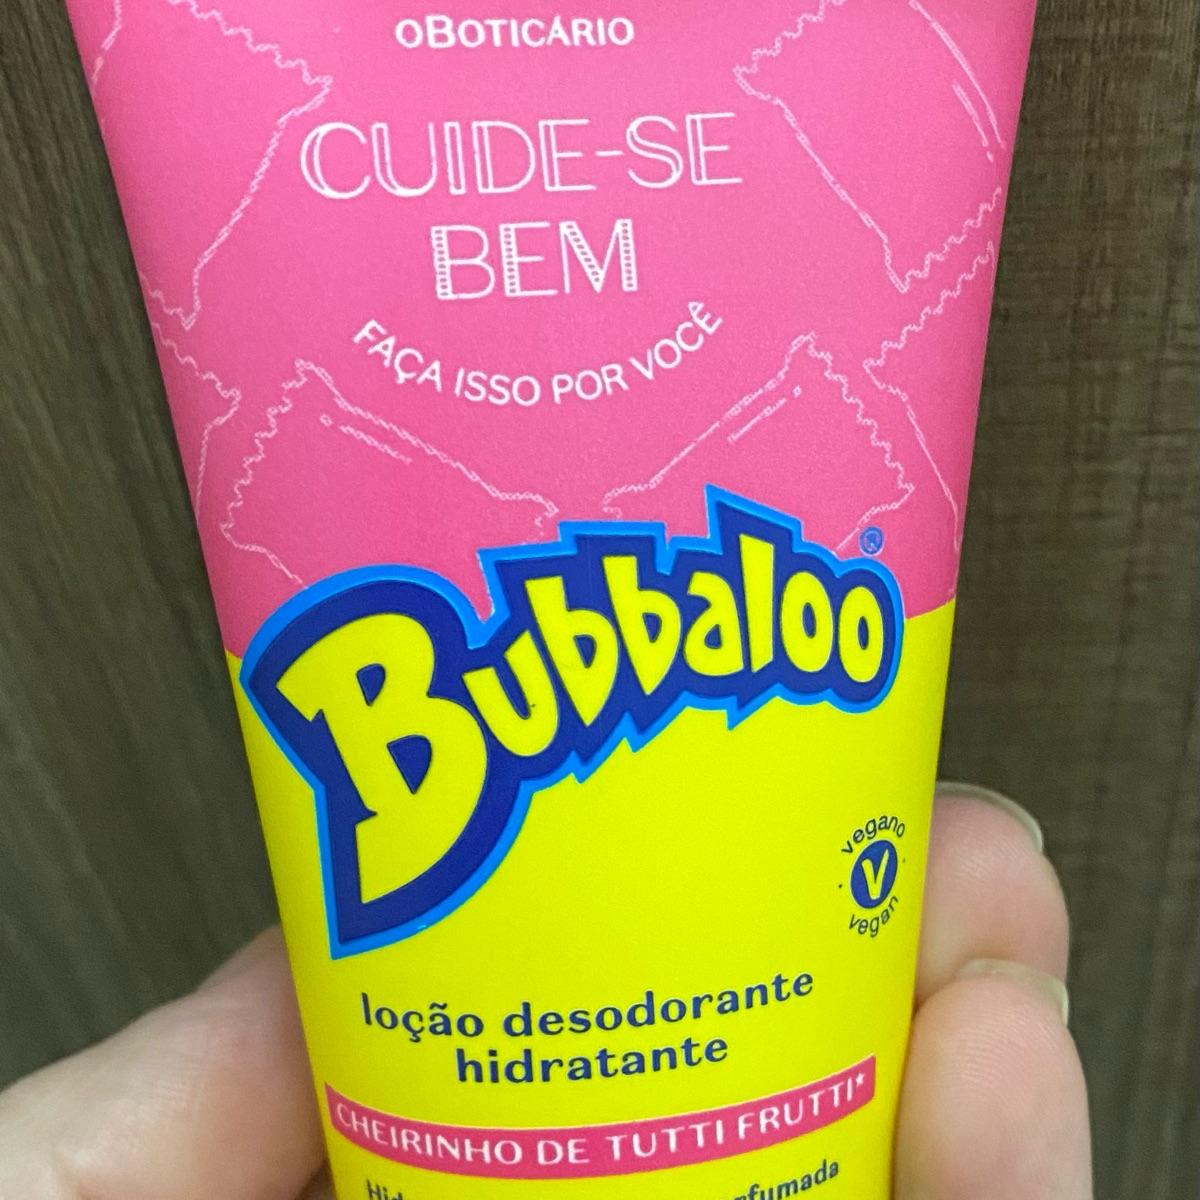 oBOTICÁRIO
CUIDE-SE
BEM
FAÇA ISSO POR VOCÊ
Bubbaloo®
vegano
V
vegan
loção desodorante
hidratante
CHEIRINHO DE TUTTI FRUTTI*